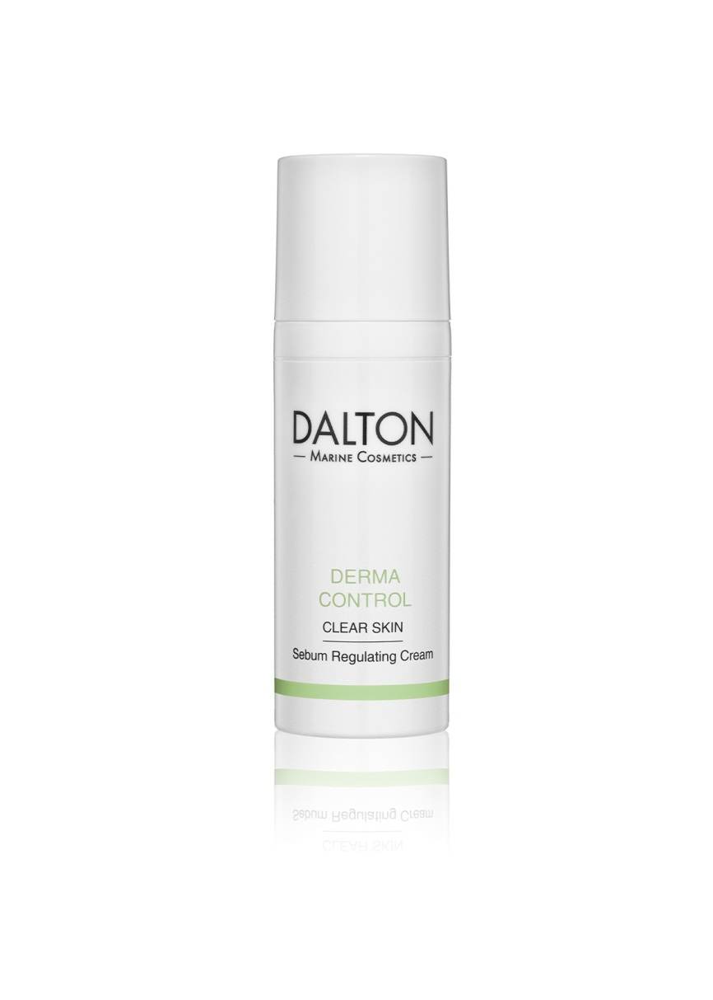 DALTON
— MARINE COSMETICS —
DERMA
CONTROL
CLEAR SKIN
Sebum Regulating Cream